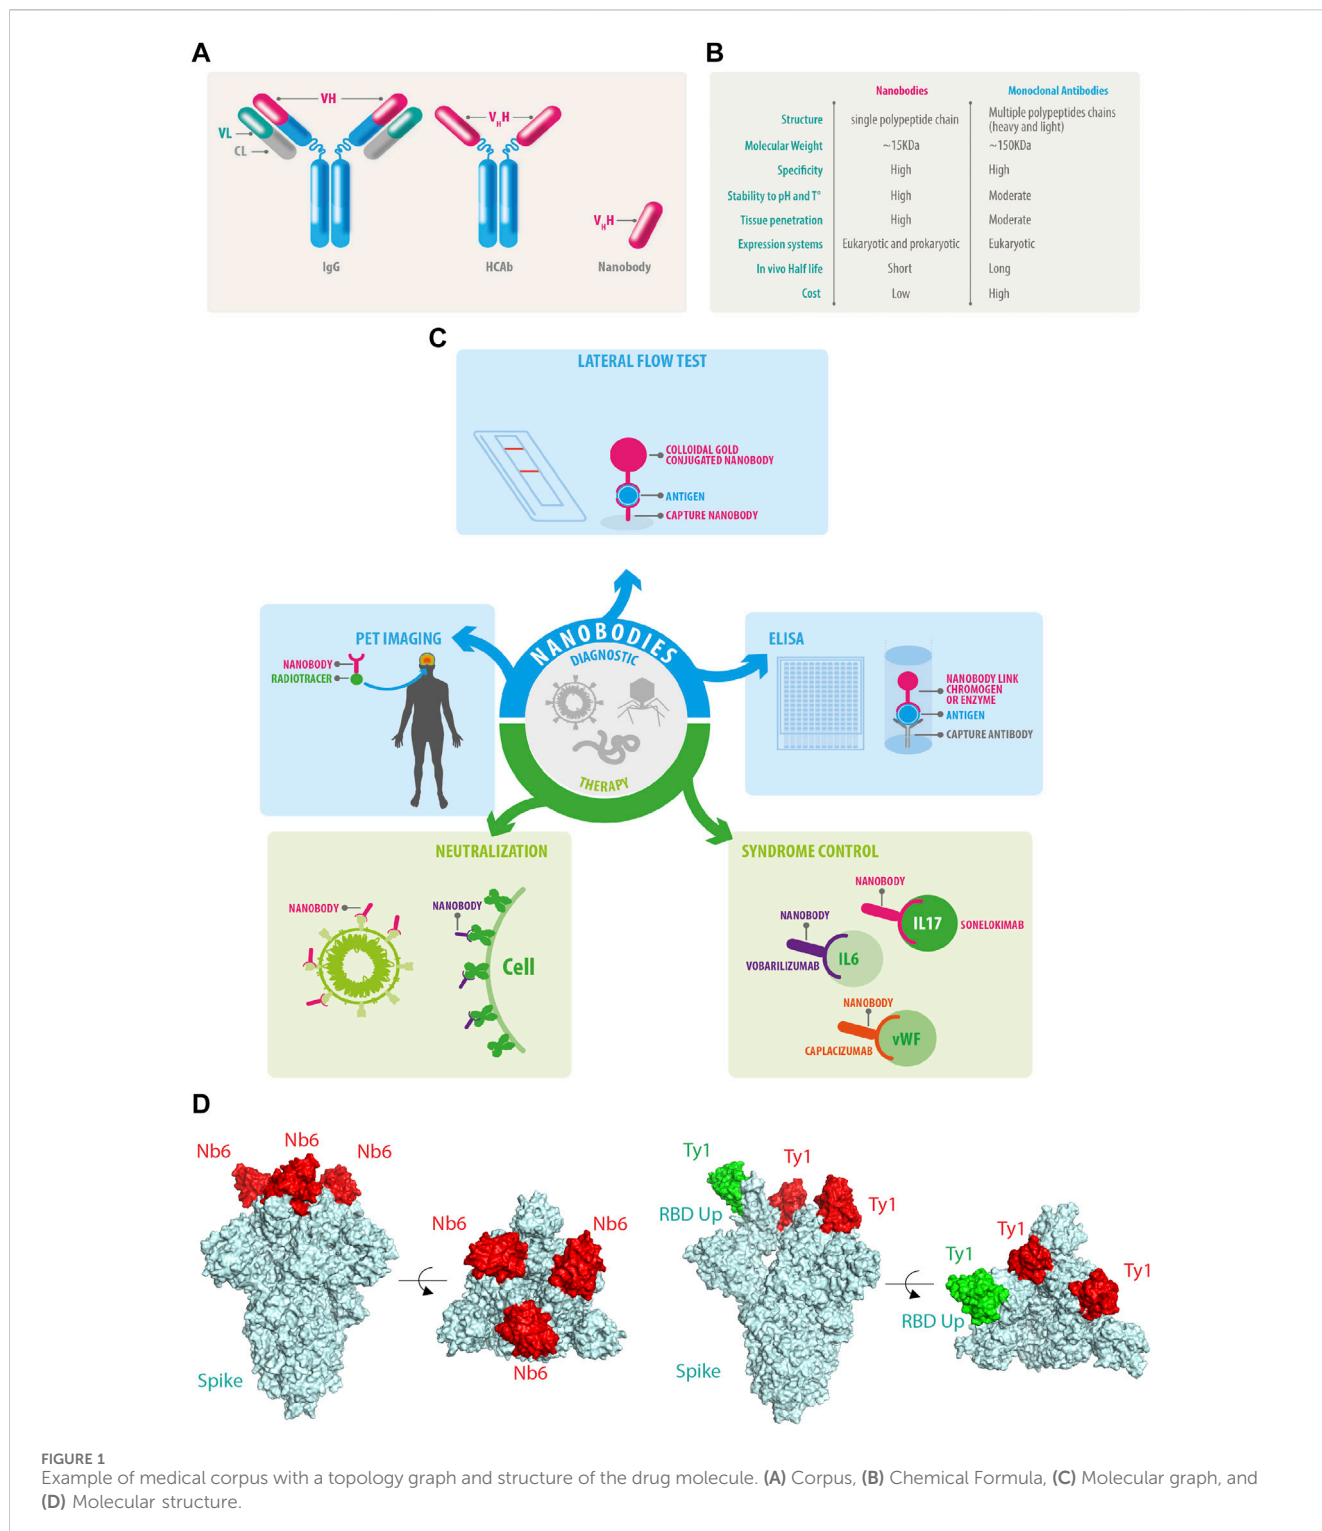 A
VH
VL
CL
IgG
VHH
HCAb
VHH
Nanobody
B
Nanobodies Monoclonal Antibodies
Structure single polypeptide chain Multiple polypeptides chains
(heavy and light)
Molecular Weight ~15KDa ~150KDa
Specificity High High
Stability to pH and T° High Moderate
Tissue penetration High Moderate
Expression systems Eukaryotic and prokaryotic Eukaryotic
In vivo Half life Short Long
Cost Low High
C
LATERAL FLOW TEST
COLLOIDAL GOLD
CONJUGATED NANOBODY
ANTIGEN
CAPTURE NANOBODY
PET IMAGING
NANOBODY
RADIOTRACER
NANOBODIES
DIAGNOSTIC
THERAPY
ELISA
NANOBODY LINK
CHROMOGEN
OR ENZYME
ANTIGEN
CAPTURE ANTIBODY
NEUTRALIZATION
NANOBODY
NANOBODY
Cell
SYNDROME CONTROL
NANOBODY
IL17
SONELOKIMAB
NANOBODY
IL6
VOBARILIZUMAB
NANOBODY
vWF
CAPLACIZUMAB
D
Nb6
Nb6
Nb6
Spike
Nb6
Nb6
Nb6
Ty1
Ty1
Ty1
RBD Up
Spike
Ty1
Ty1
Ty1
RBD Up
FIGURE 1
Example of medical corpus with a topology graph and structure of the drug molecule. (A) Corpus, (B) Chemical Formula, (C) Molecular graph, and
(D) Molecular structure.